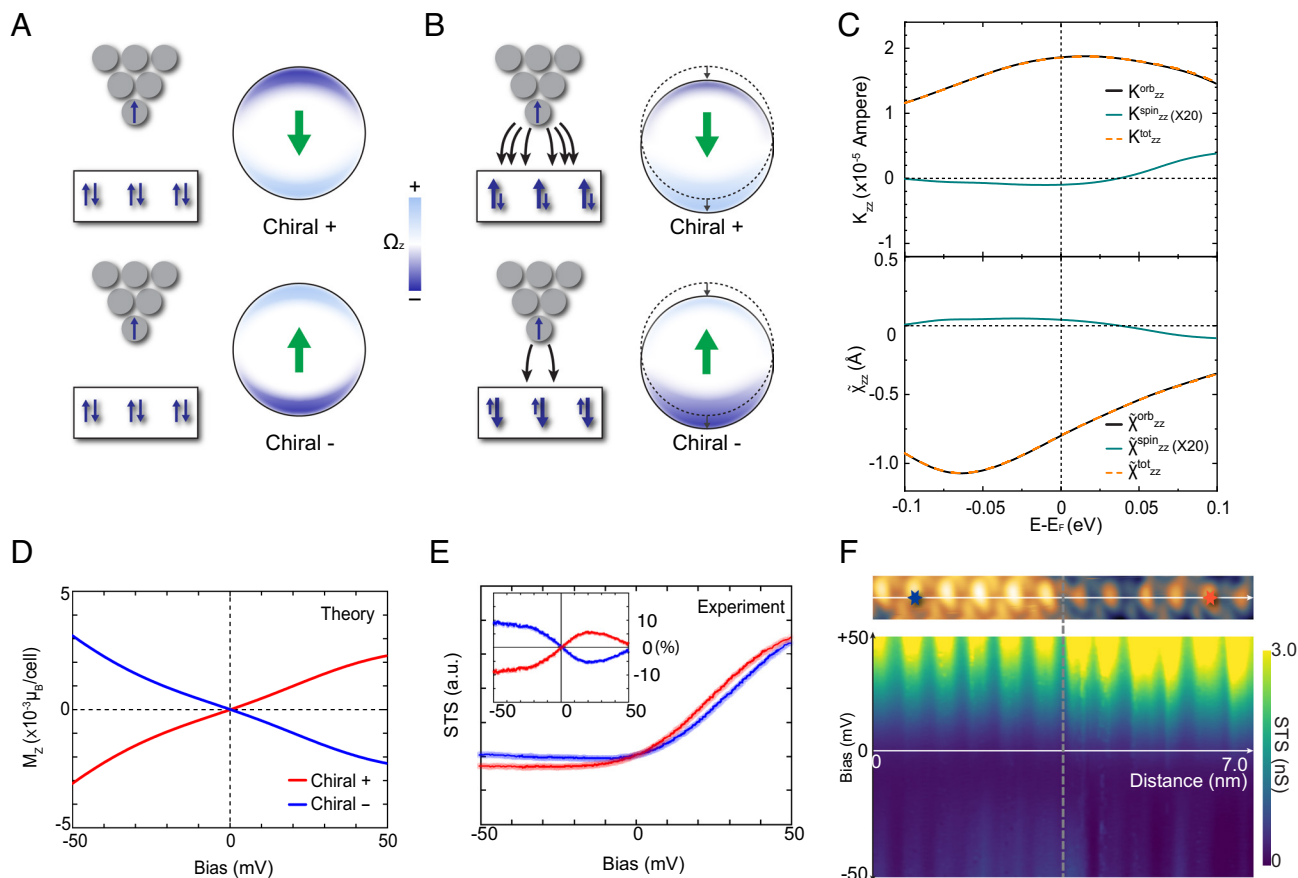 A
Chiral +
Chiral -
+
Ω_z
−
B
Chiral +
Chiral -
C
K_zz (x10⁻⁵ Ampere)
2
1
0
-1
K^orb_zz
K^spin_zz (X20)
K^tot_zz
0.5
0
-0.5
-1.0
χ̃_zz (Å)
χ̃^orb_zz
χ̃^spin_zz (X20)
χ̃^tot_zz
-0.1
-0.05
0
0.05
0.1
E-E_F (eV)
D
M_Z (x10⁻³μ_B/cell)
5
0
-5
Theory
Chiral +
Chiral −
-50
0
50
Bias (mV)
E
STS (a.u.)
Experiment
10
0 (%)
-10
-50
0
50
-50
0
50
Bias (mV)
F
+50
Bias (mV)
-50
0
7.0
Distance (nm)
3.0
STS (nS)
0